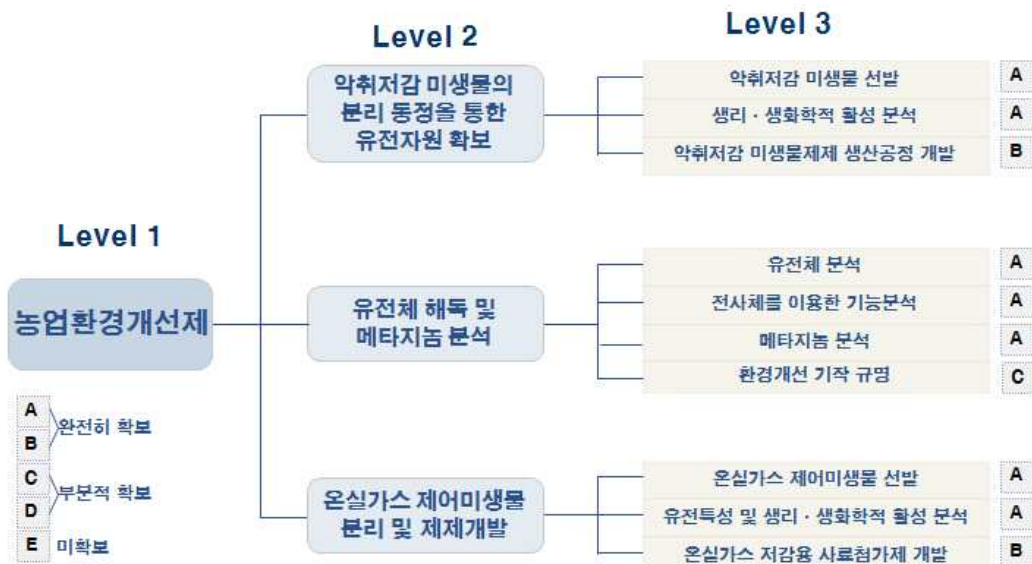 Level 1
농업환경개선제
A
B
완전히 확보
C
D
부분적 확보
E
미확보
Level 2
악취저감 미생물의
분리 동정을 통한
유전자원 확보
유전체 해독 및
메타지놈 분석
온실가스 제어미생물
분리 및 제제개발
Level 3
악취저감 미생물 선발 A
생리 · 생화학적 활성 분석 A
악취저감 미생물제제 생산공정 개발 B
유전체 분석 A
전사체를 이용한 기능분석 A
메타지놈 분석 A
환경개선 기작 규명 C
온실가스 제어미생물 선발 A
유전특성 및 생리 · 생화학적 활성 분석 A
온실가스 저감용 사료첨가제 개발 B